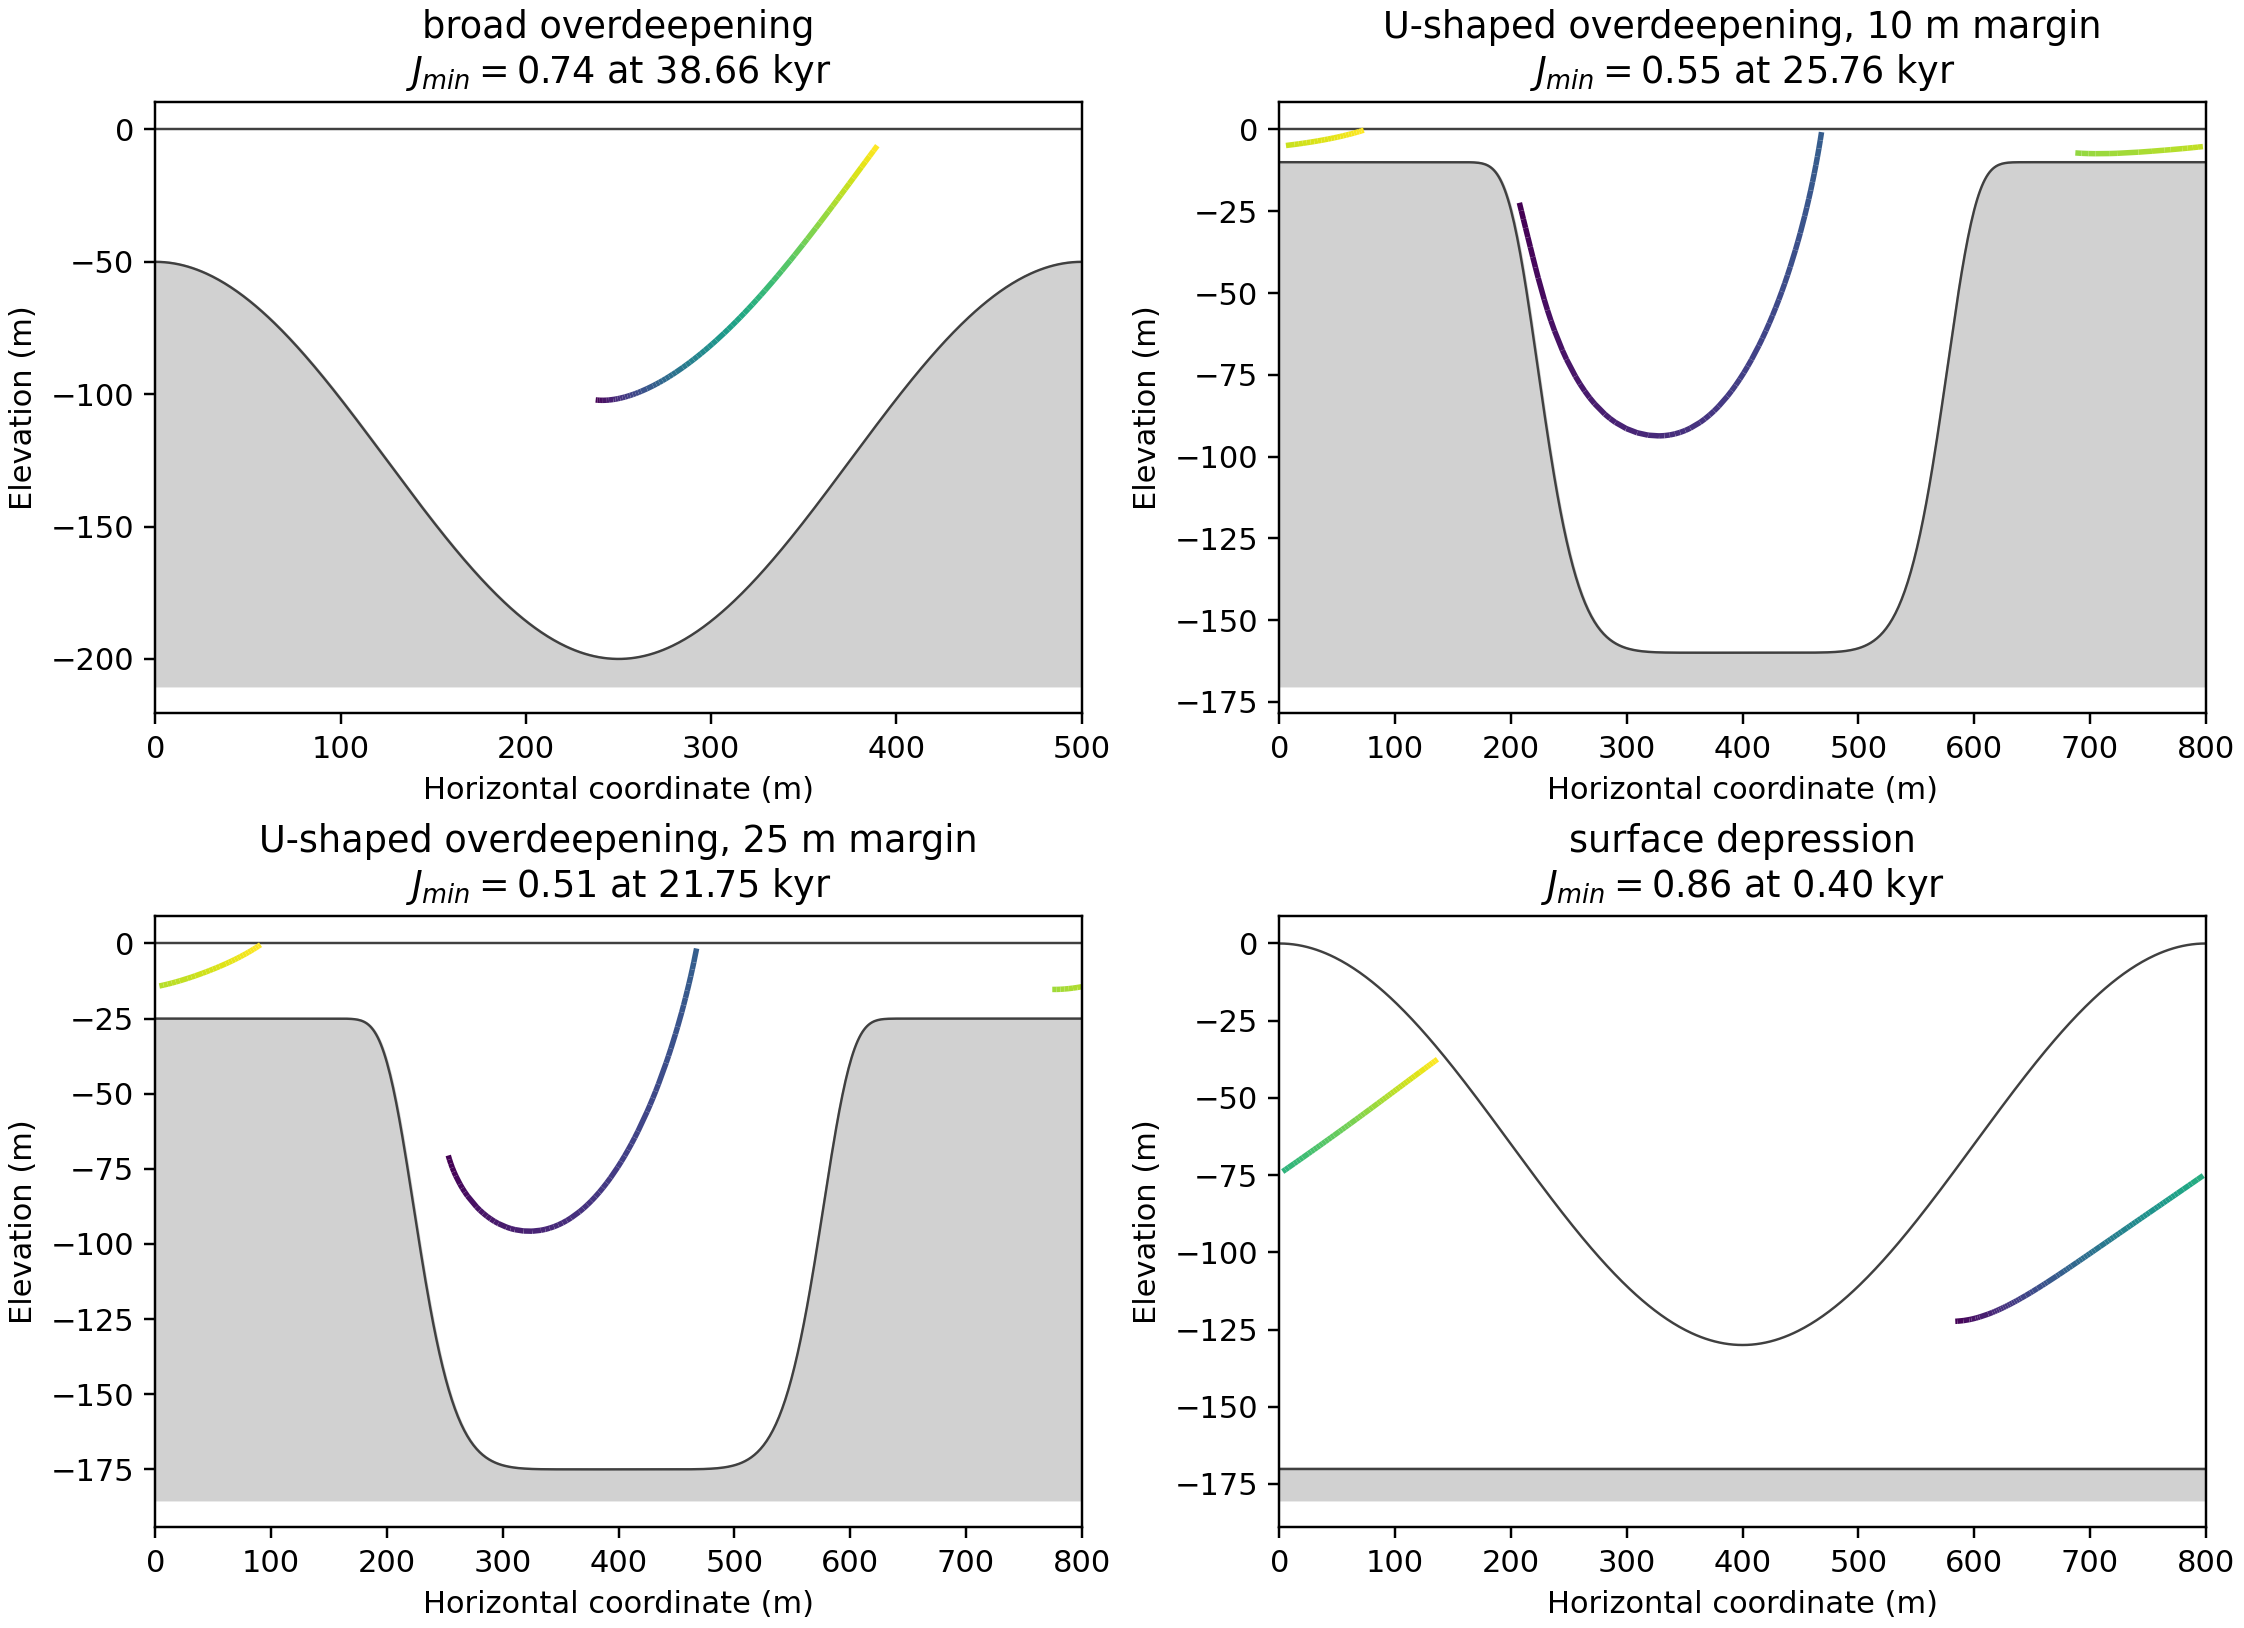 broad overdeepening
J_min = 0.74 at 38.66 kyr
0
−50
−100
−150
−200
Elevation (m)
0 100 200 300 400 500
Horizontal coordinate (m)
U-shaped overdeepening, 10 m margin
J_min = 0.55 at 25.76 kyr
0
−25
−50
−75
−100
−125
−150
−175
Elevation (m)
0 100 200 300 400 500 600 700 800
Horizontal coordinate (m)
U-shaped overdeepening, 25 m margin
J_min = 0.51 at 21.75 kyr
0
−25
−50
−75
−100
−125
−150
−175
Elevation (m)
0 100 200 300 400 500 600 700 800
Horizontal coordinate (m)
surface depression
J_min = 0.86 at 0.40 kyr
0
−25
−50
−75
−100
−125
−150
−175
Elevation (m)
0 100 200 300 400 500 600 700 800
Horizontal coordinate (m)